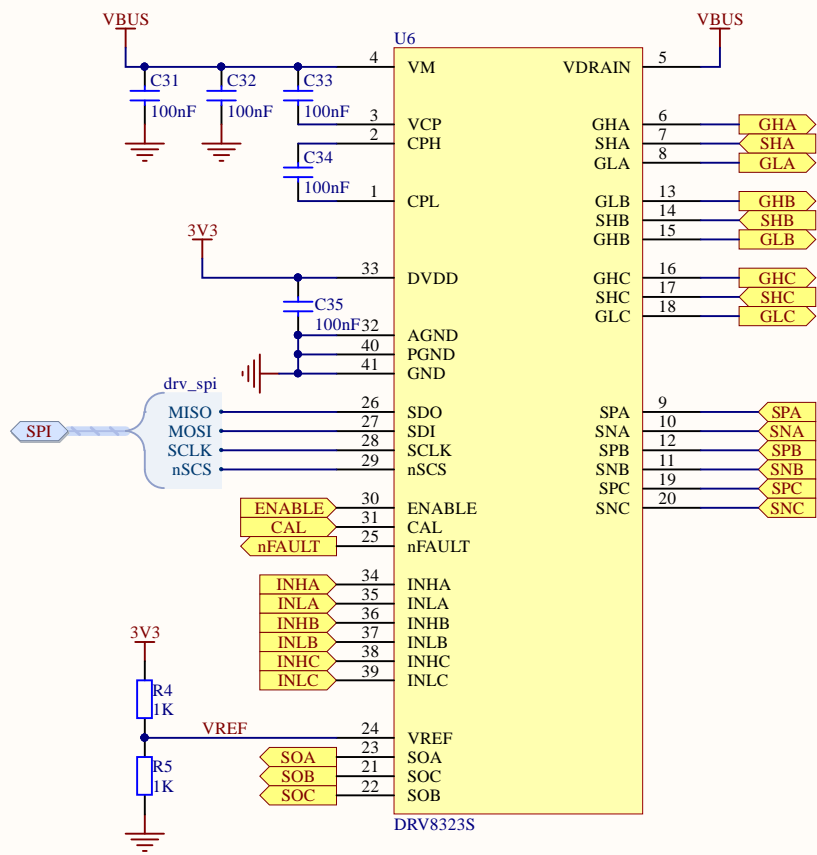 VBUS
VBUS
U6
4 VM VDRAIN 5
C31 C32 C33
100nF 100nF 100nF
3 VCP GHA 6 GHA
2 CPH SHA 7 SHA
C34 GLA 8 GLA
100nF
1 CPL GLB 13 GHB
SHB 14 SHB
3V3 GHB 15 GLB
33 DVDD GHC 16 GHC
SHC 17 SHC
C35 GLC 18 GLC
100nF
32 AGND
40 PGND
41 GND
drv_spi
MISO 26 SDO SPA 9 SPA
SPI MOSI 27 SDI SNA 10 SNA
SCLK 28 SCLK SPB 12 SPB
nSCS 29 nSCS SNB 11 SNB
SPC 19 SPC
ENABLE 30 ENABLE SNC 20 SNC
CAL 31 CAL
nFAULT 25 nFAULT
INHA 34 INHA
INLA 35 INLA
INHB 36 INHB
3V3 INLB 37 INLB
INHC 38 INHC
INLC 39 INLC
R4
1K
VREF 24 VREF
SOA 23 SOA
R5 SOB 21 SOC
1K SOC 22 SOB
DRV8323S